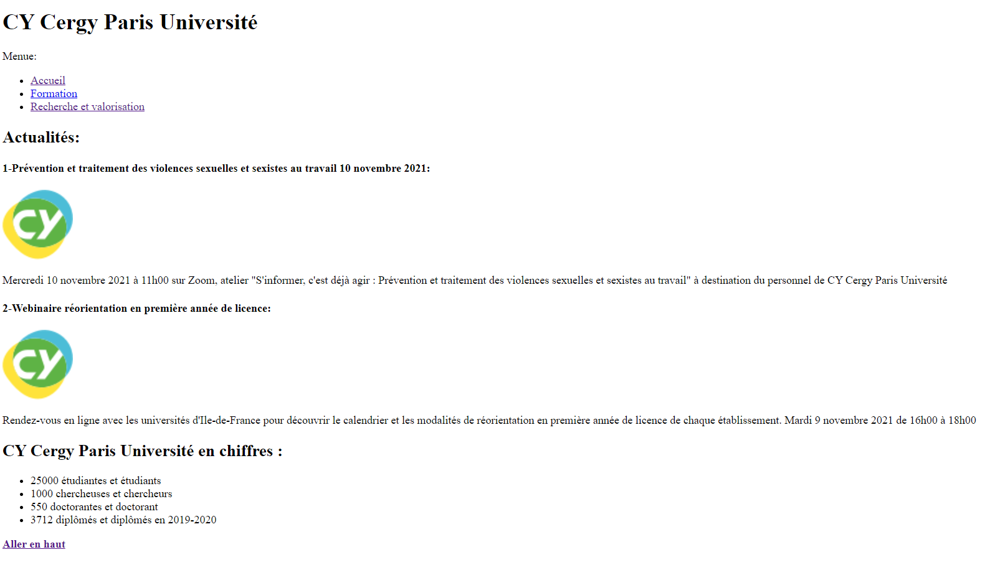 CY Cergy Paris Université
Menue:
Accueil
Formation
Recherche et valorisation
Actualités:
1-Prévention et traitement des violences sexuelles et sexistes au travail 10 novembre 2021:
CY
Mercredi 10 novembre 2021 à 11h00 sur Zoom, atelier "S'informer, c'est déjà agir : Prévention et traitement des violences sexuelles et sexistes au travail" à destination du personnel de CY Cergy Paris Université
2-Webinaire réorientation en première année de licence:
CY
Rendez-vous en ligne avec les universités d'Ile-de-France pour découvrir le calendrier et les modalités de réorientation en première année de licence de chaque établissement. Mardi 9 novembre 2021 de 16h00 à 18h00
CY Cergy Paris Université en chiffres :
25000 étudiantes et étudiants
1000 chercheuses et chercheurs
550 doctorantes et doctorant
3712 diplômés et diplômés en 2019-2020
Aller en haut